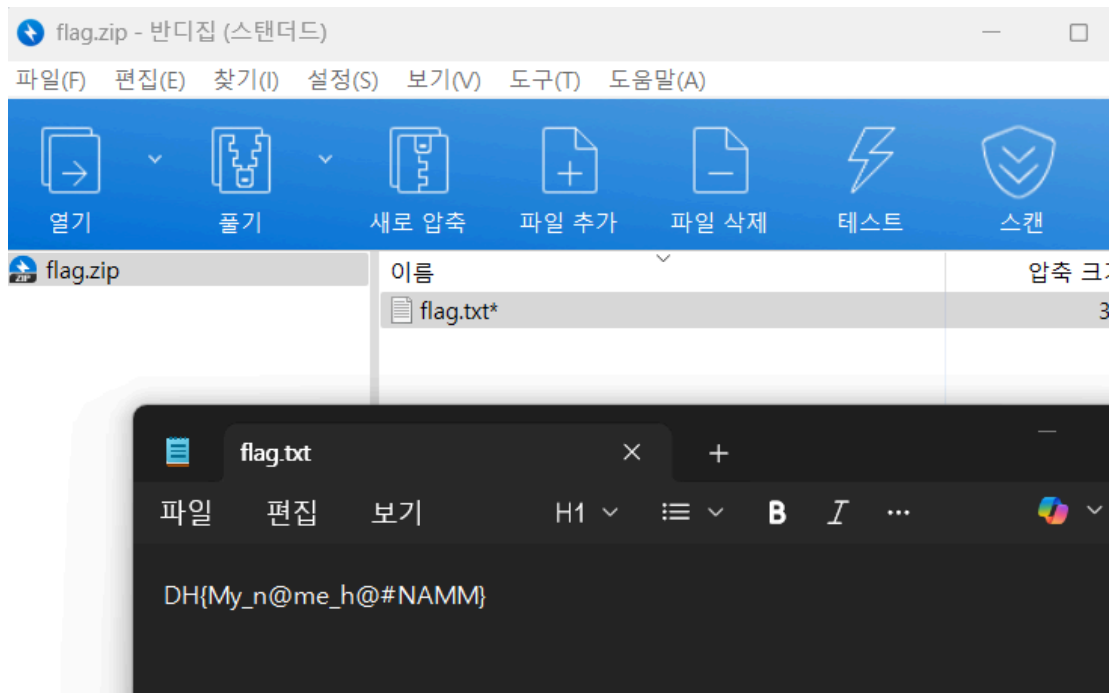 flag.zip - 반디집 (스탠더드)
파일(F) 편집(E) 찾기(I) 설정(S) 보기(V) 도구(T) 도움말(A)
열기 풀기 새로 압축 파일 추가 파일 삭제 테스트 스캔
flag.zip 이름 압축
flag.txt* 3
flag.txt
파일 편집 보기 H1 B I ...
DH{My_n@me_h@#NAMM}